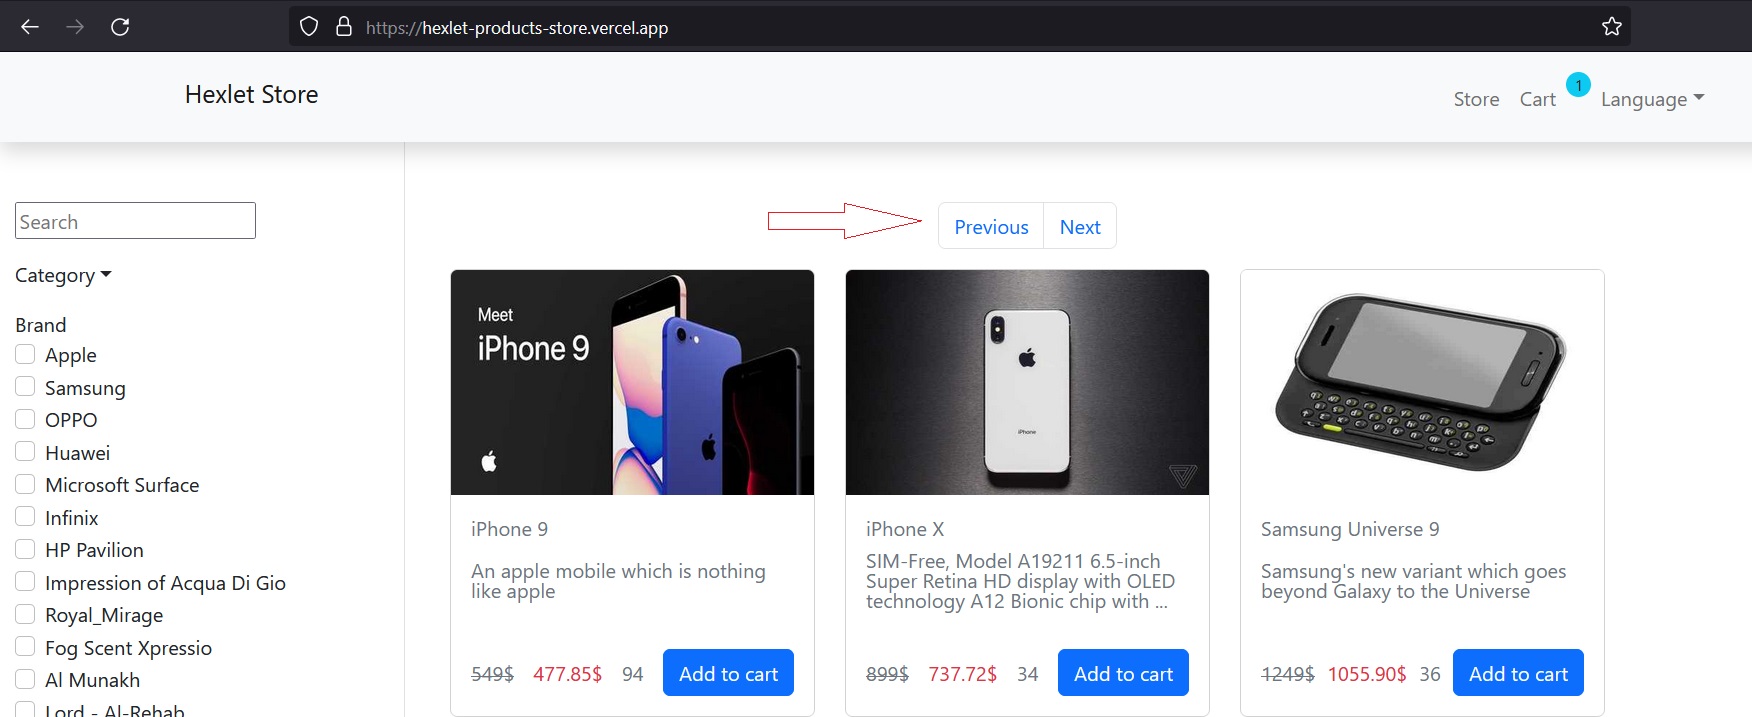 https://hexlet-products-store.vercel.app
Hexlet Store
Store Cart 1 Language
Search
Previous Next
Category
Brand
Apple
Samsung
OPPO
Huawei
Microsoft Surface
Infinix
HP Pavilion
Impression of Acqua Di Gio
Royal_Mirage
Fog Scent Xpressio
Al Munakh
Lord - Al-Rehab
Meet
iPhone 9
iPhone 9
An apple mobile which is nothing
like apple
549$ 477.85$ 94 Add to cart
iPhone
iPhone X
SIM-Free, Model A19211 6.5-inch
Super Retina HD display with OLED
technology A12 Bionic chip with ...
899$ 737.72$ 34 Add to cart
Samsung Universe 9
Samsung's new variant which goes
beyond Galaxy to the Universe
1249$ 1055.90$ 36 Add to cart